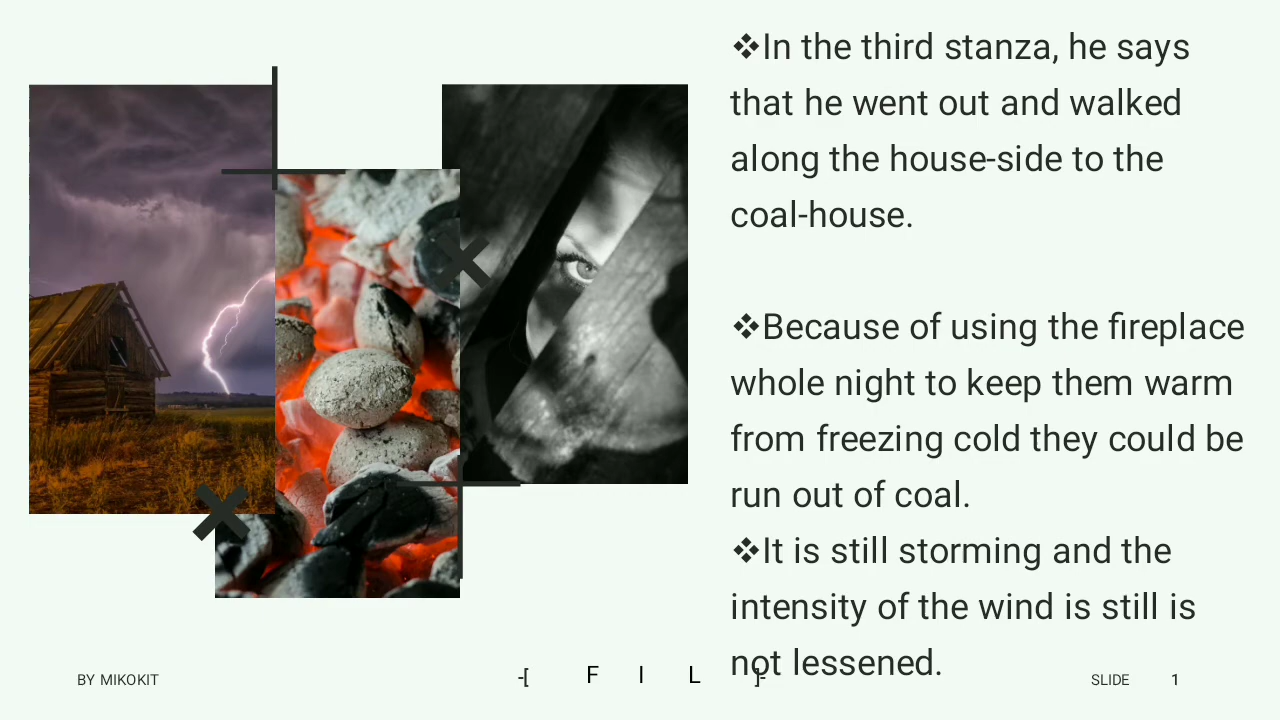 ❖In the third stanza, he says
that he went out and walked
along the house-side to the
coal-house.
❖Because of using the fireplace
whole night to keep them warm
from freezing cold they could be
run out of coal.
❖It is still storming and the
intensity of the wind is still is
not lessened.
BY MIKOKIT
-[ F I L ]-
SLIDE 1